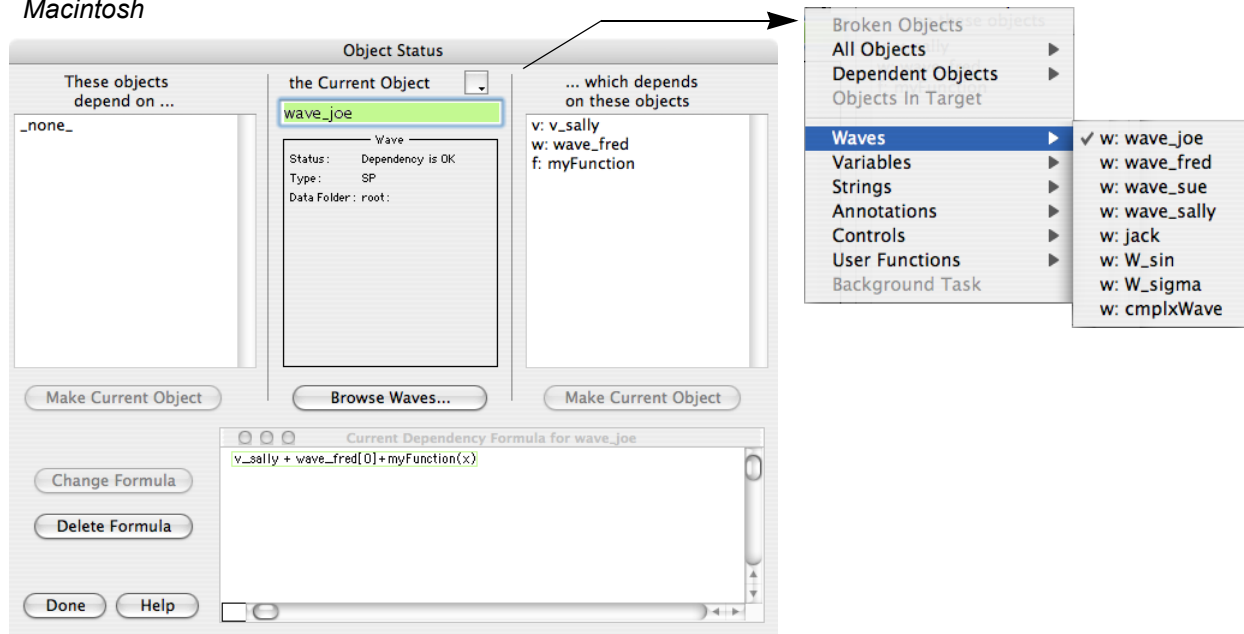 Macintosh
Object Status
These objects
depend on ...
_none_
Make Current Object
the Current Object
wave_joe
Wave
Status: Dependency is OK
Type: SP
Data Folder: root:
Browse Waves...
... which depends
on these objects
v: v_sally
w: wave_fred
f: myFunction
Make Current Object
Current Dependency Formula for wave_joe
v_sally + wave_fred[0]+myFunction(x)
Change Formula
Delete Formula
Done
Help
Broken Objects
All Objects
Dependent Objects
Objects In Target
Waves
Variables
Strings
Annotations
Controls
User Functions
Background Task
w: wave_joe
w: wave_fred
w: wave_sue
w: wave_sally
w: jack
w: W_sin
w: W_sigma
w: cmplxWave